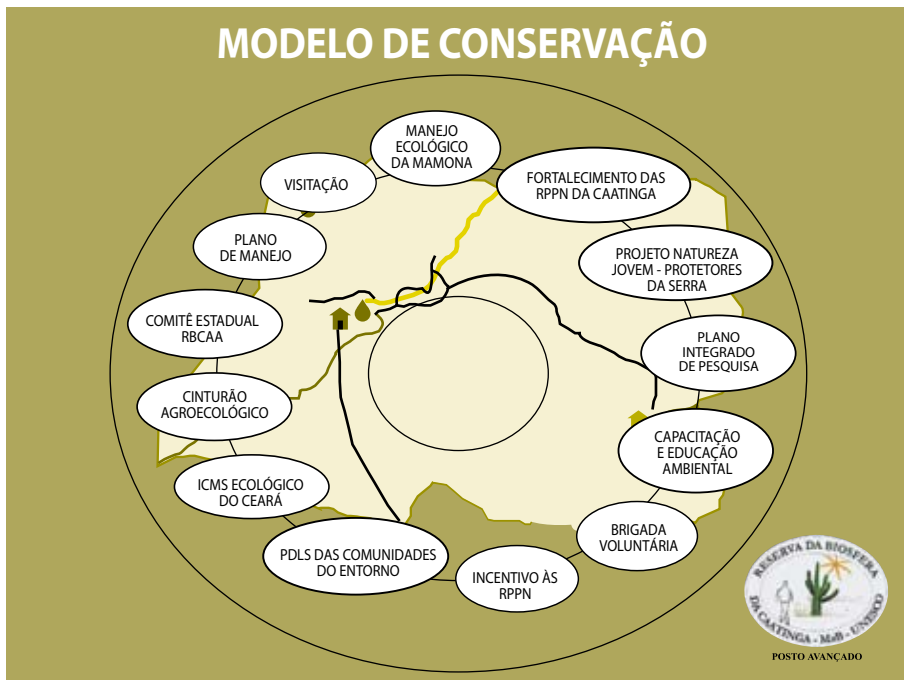 MODELO DE CONSERVAÇÃO
MANEJO
ECOLÓGICO
DA MAMONA
FORTALECIMENTO DAS
RPPN DA CAATINGA
PROJETO NATUREZA
JOVEM - PROTETORES
DA SERRA
PLANO
INTEGRADO
DE PESQUISA
CAPACITAÇÃO
E EDUCAÇÃO
AMBIENTAL
BRIGADA
VOLUNTÁRIA
INCENTIVO ÀS
RPPN
PDLS DAS COMUNIDADES
DO ENTORNO
ICMS ECOLÓGICO
DO CEARÁ
CINTURÃO
AGROECOLÓGICO
COMITÊ ESTADUAL
RBCAA
PLANO
DE MANEJO
VISITAÇÃO
RESERVA DA BIOSFERA
DA CAATINGA - MaB - UNESCO
POSTO AVANÇADO